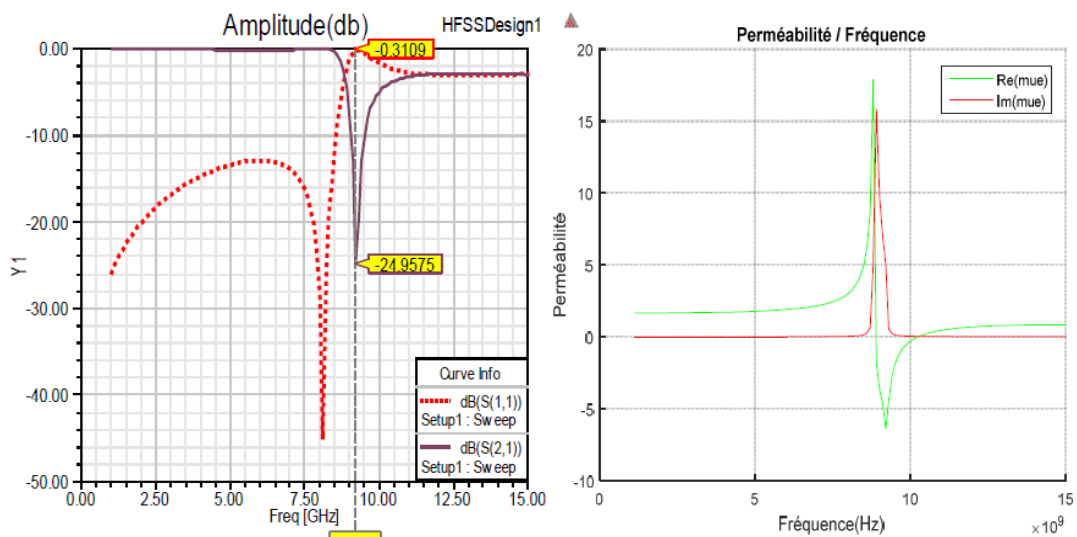 Amplitude(db)
HFSSDesign1
0.00
-10.00
-20.00
-30.00
-40.00
-50.00
Y1
-0.3109
-24.9575
Curve Info
dB(S(1,1))
Setup1 : Sweep
dB(S(2,1))
Setup1 : Sweep
0.00
2.50
5.00
7.50
10.00
12.50
15.00
Freq [GHz]
Perméabilité / Fréquence
Re(mue)
Im(mue)
20
15
10
5
0
-5
-10
Perméabilité
0
5
10
15
Fréquence(Hz)
×10⁹